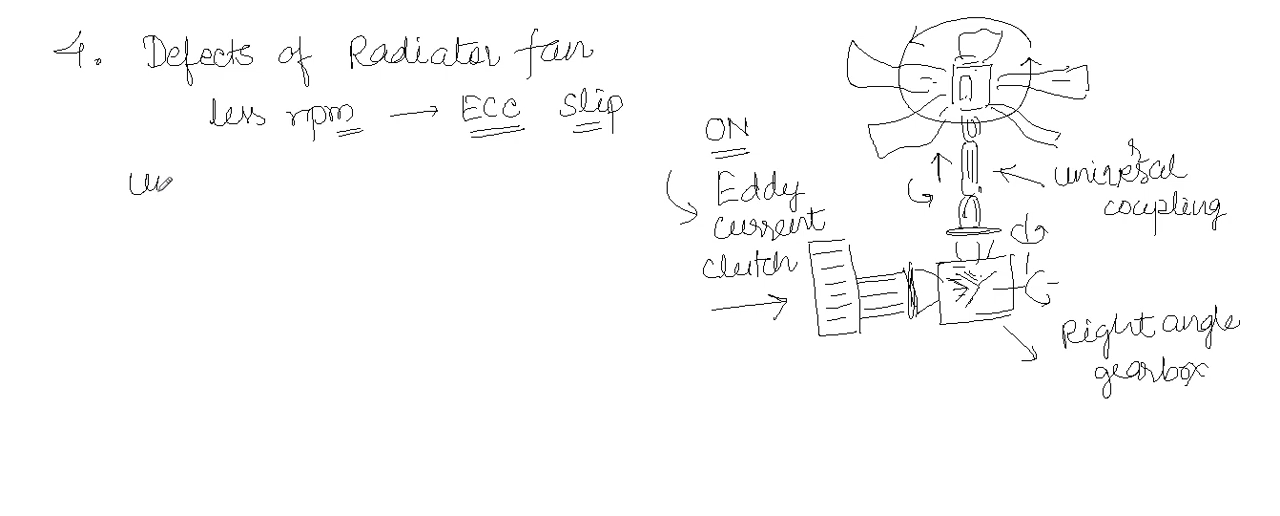 4. Defects of Radiator fan
less rpm → ECC slip
ON
Eddy
current
clutch
universal
coupling
Right angle
gearbox